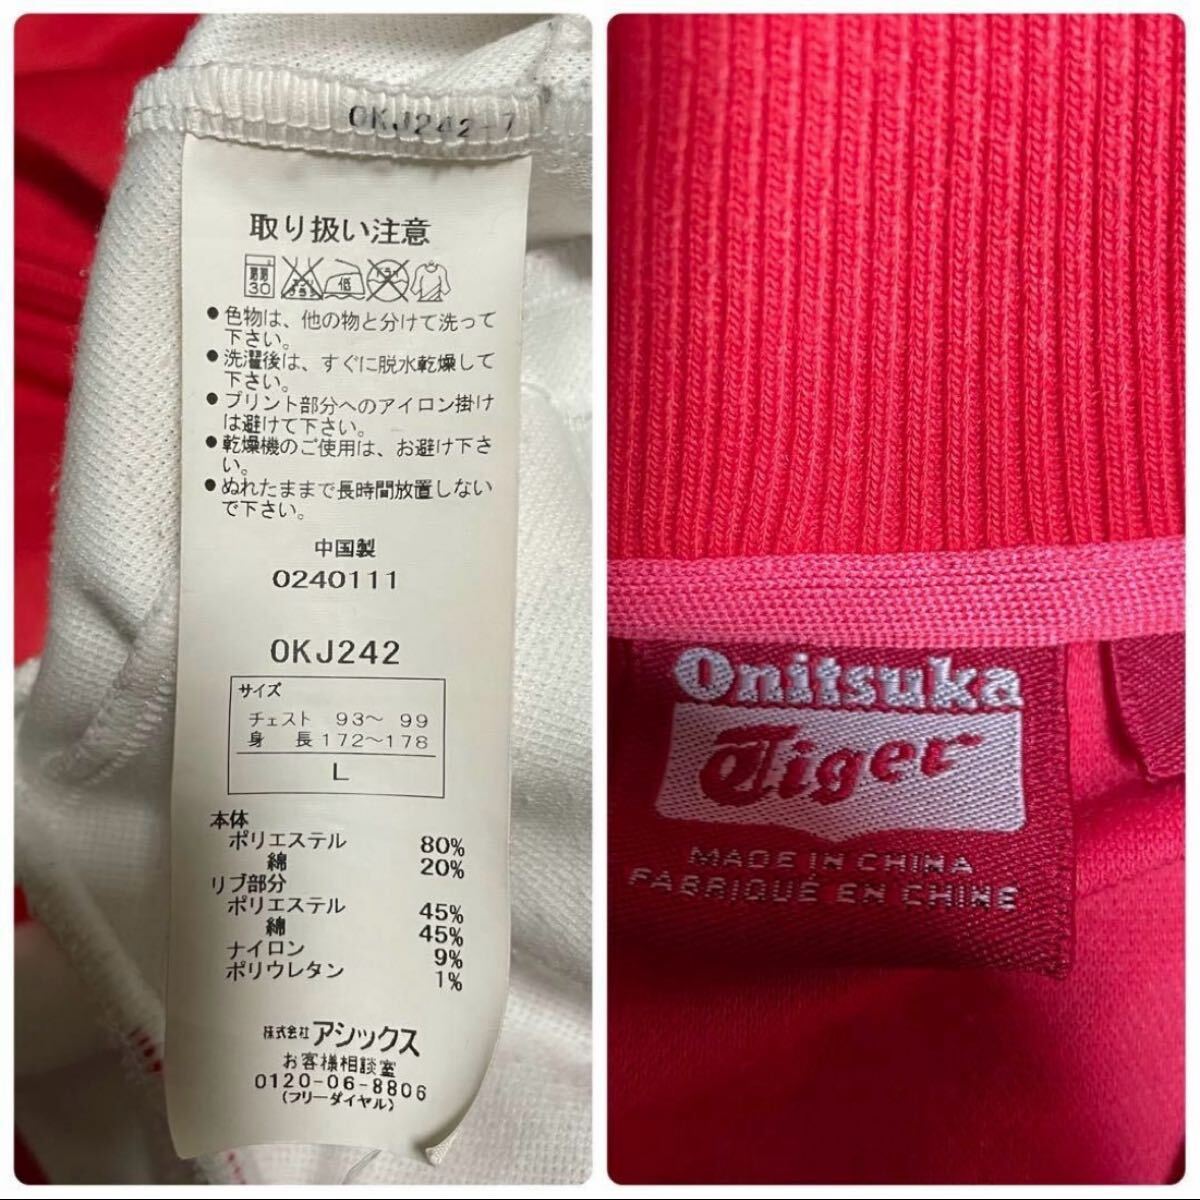 OKJ242-7
取り扱い注意
30
低
ドライ
● 色物は、他の物と分けて洗って
下さい。
● 洗濯後は、すぐに脱水乾燥して
下さい。
● プリント部分へのアイロン掛け
は避けて下さい。
● 乾燥機のご使用は、お避け下さ
い。
● ぬれたままで長時間放置しない
で下さい。
中国製
0240111
OKJ242
サイズ
チェスト 93～ 99
身 長 172～178
L
本体
ポリエステル 80%
綿 20%
リブ部分
ポリエステル 45%
綿 45%
ナイロン 9%
ポリウレタン 1%
株式会社アシックス
お客様相談室
0120-06-8806
(フリーダイヤル)
Onitsuka
Tiger
MADE IN CHINA
FABRIQUÉ EN CHINE